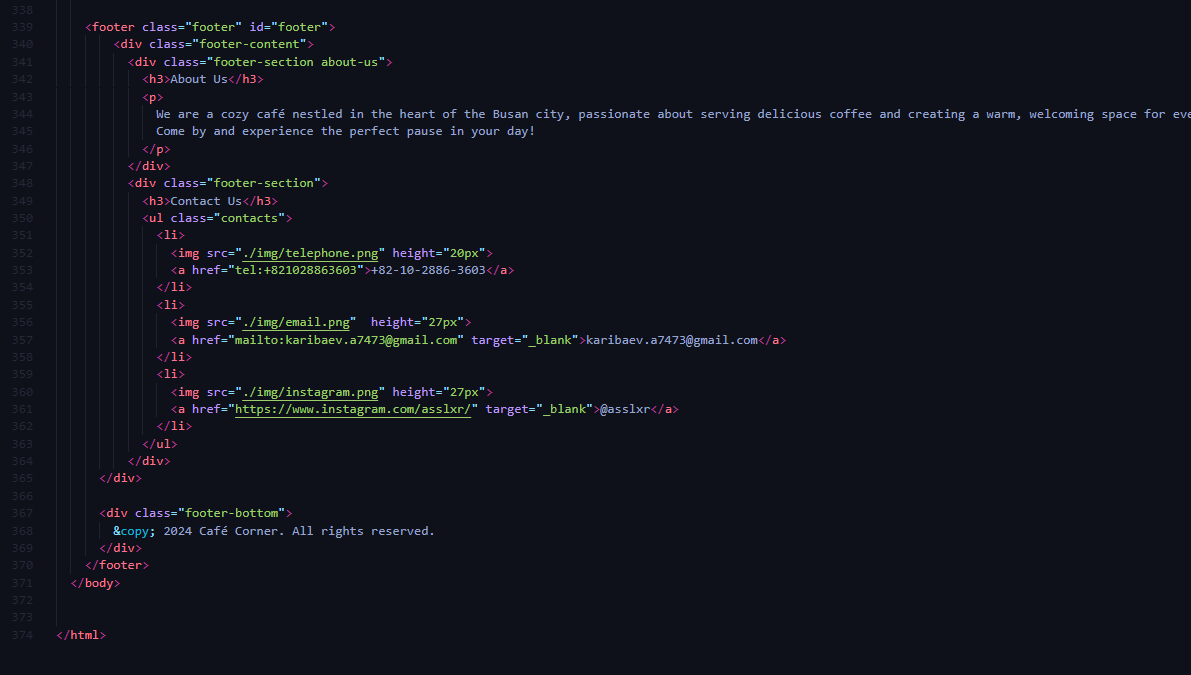 338
339 <footer class="footer" id="footer">
340 <div class="footer-content">
341 <div class="footer-section about-us">
342 <h3>About Us</h3>
343 <p>
344 We are a cozy café nestled in the heart of the Busan city, passionate about serving delicious coffee and creating a warm, welcoming space for eve
345 Come by and experience the perfect pause in your day!
346 </p>
347 </div>
348 <div class="footer-section">
349 <h3>Contact Us</h3>
350 <ul class="contacts">
351 <li>
352 <img src="./img/telephone.png" height="20px">
353 <a href="tel:+821028863603">+82-10-2886-3603</a>
354 </li>
355 <li>
356 <img src="./img/email.png"  height="27px">
357 <a href="mailto:karibaev.a7473@gmail.com" target="_blank">karibaev.a7473@gmail.com</a>
358 </li>
359 <li>
360 <img src="./img/instagram.png" height="27px">
361 <a href="https://www.instagram.com/asslxr/" target="_blank">@asslxr</a>
362 </li>
363 </ul>
364 </div>
365 </div>
366
367 <div class="footer-bottom">
368 &copy; 2024 Café Corner. All rights reserved.
369 </div>
370 </footer>
371 </body>
372
373
374 </html>